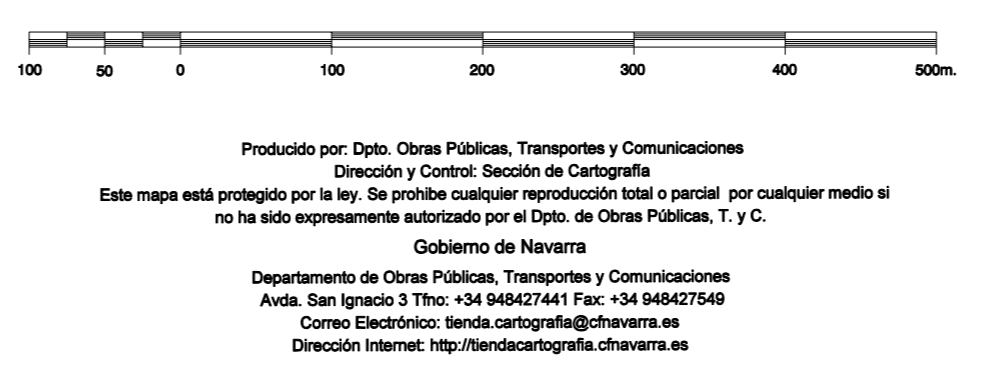 100 50 0 100 200 300 400 500m.
Producido por: Dpto. Obras Públicas, Transportes y Comunicaciones
Dirección y Control: Sección de Cartografía
Este mapa está protegido por la ley. Se prohibe cualquier reproducción total o parcial por cualquier medio si
no ha sido expresamente autorizado por el Dpto. de Obras Públicas, T. y C.
Gobierno de Navarra
Departamento de Obras Públicas, Transportes y Comunicaciones
Avda. San Ignacio 3 Tfno: +34 948427441 Fax: +34 948427549
Correo Electrónico: tienda.cartografia@cfnavarra.es
Dirección Internet: http://tiendacartografia.cfnavarra.es